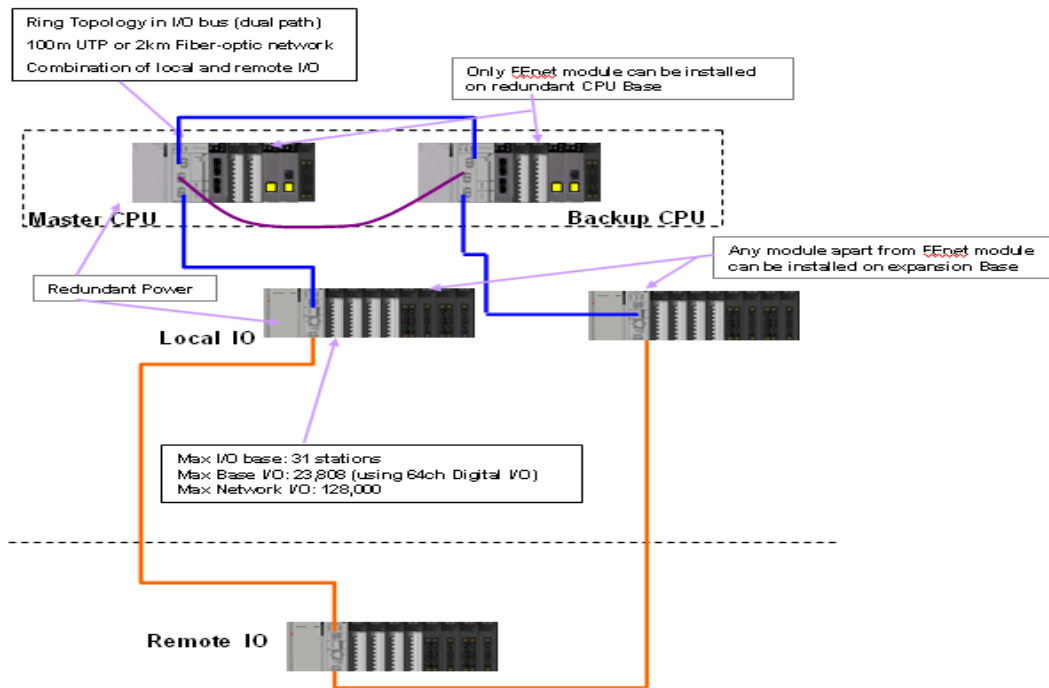 Ring Topology in I/O bus (dual path)
100m UTP or 2km Fiber-optic network
Combination of local and remote I/O
Only FEnet module can be installed
on redundant CPU Base
Master CPU
Backup CPU
Any module apart from FEnet module
can be installed on expansion Base
Redundant Power
Local IO
Max I/O base: 31 stations
Max Base I/O: 23,808 (using 64ch Digital I/O)
Max Network I/O: 128,000
Remote IO